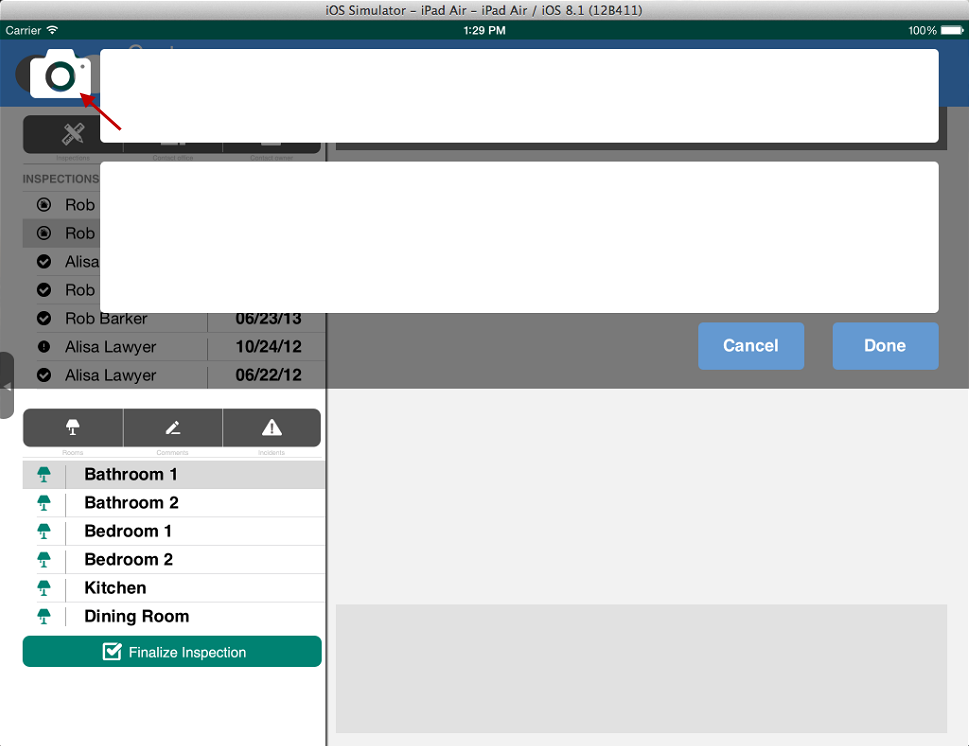 iOS Simulator – iPad Air – iPad Air / iOS 8.1 (12B411)
Carrier 1:29 PM 100%
Inspections Contact office Contact owner
INSPECTIONS
Rob
Rob
Alisa
Rob
Rob Barker 06/23/13
Alisa Lawyer 10/24/12
Alisa Lawyer 06/22/12
Cancel Done
Rooms Comments Incidents
Bathroom 1
Bathroom 2
Bedroom 1
Bedroom 2
Kitchen
Dining Room
Finalize Inspection